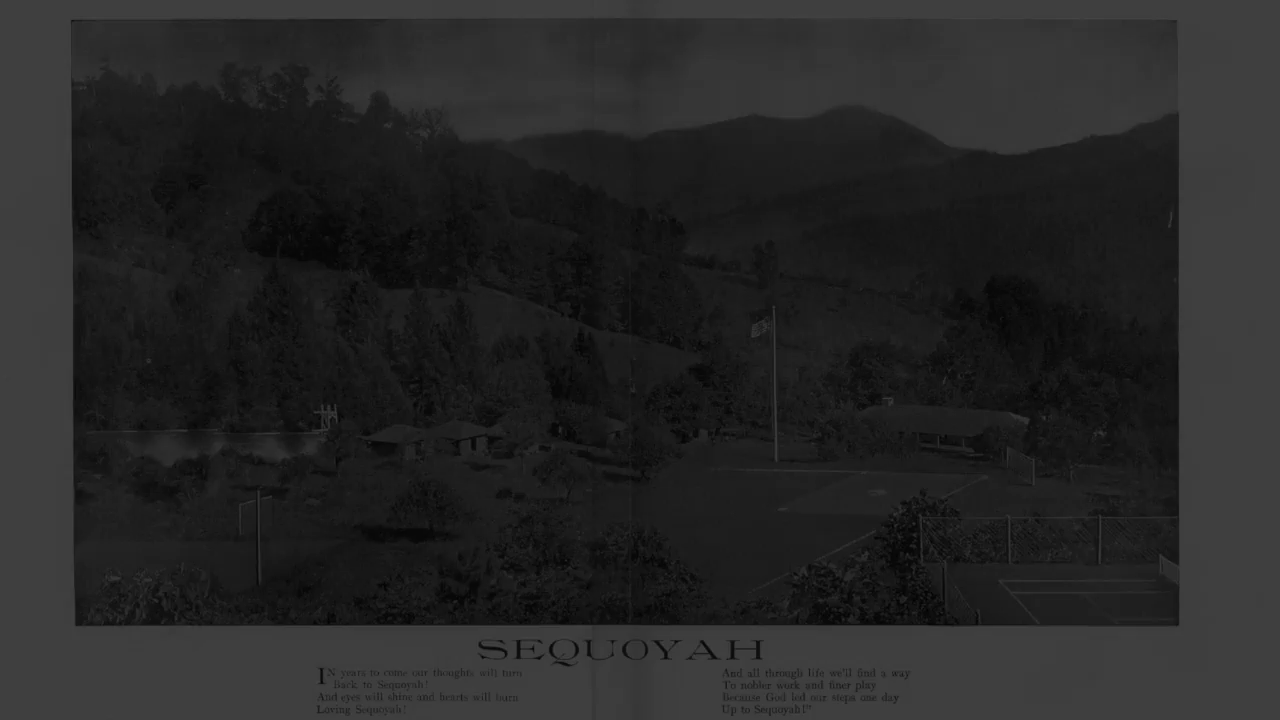 SEQUOYAH
IN years to come our thoughts will turn
Back to Sequoyah!
And eyes will shine and hearts will burn
Loving Sequoyah!
And all through life we'll find a way
To nobler work and finer play
Because God led our steps one day
Up to Sequoyah!"